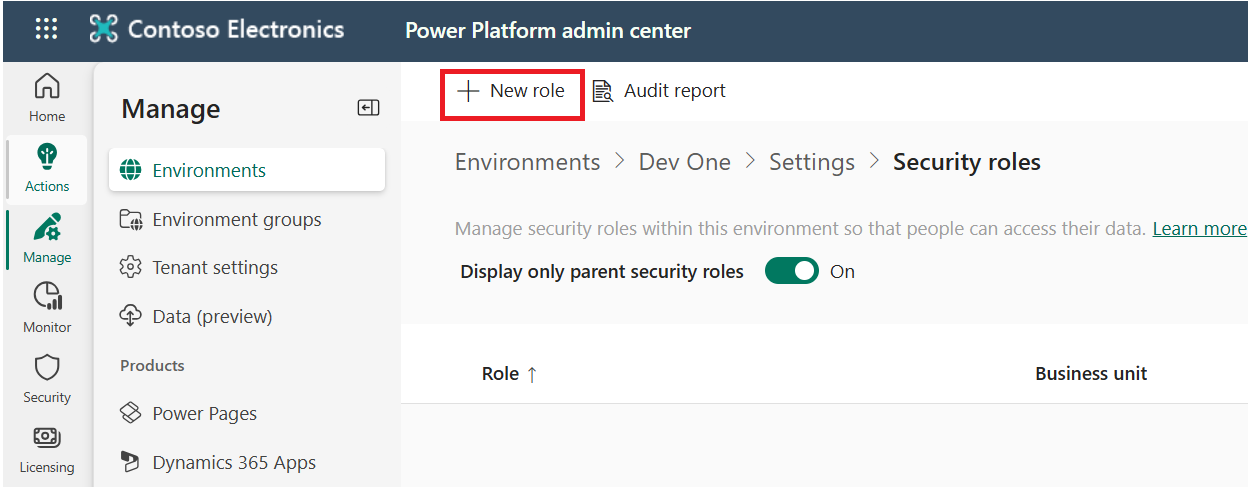 Contoso Electronics
Power Platform admin center
Home
Actions
Manage
Monitor
Security
Licensing
Manage
Environments
Environment groups
Tenant settings
Data (preview)
Products
Power Pages
Dynamics 365 Apps
New role
Audit report
Environments > Dev One > Settings > Security roles
Manage security roles within this environment so that people can access their data. Learn more
Display only parent security roles On
Role ↑
Business unit